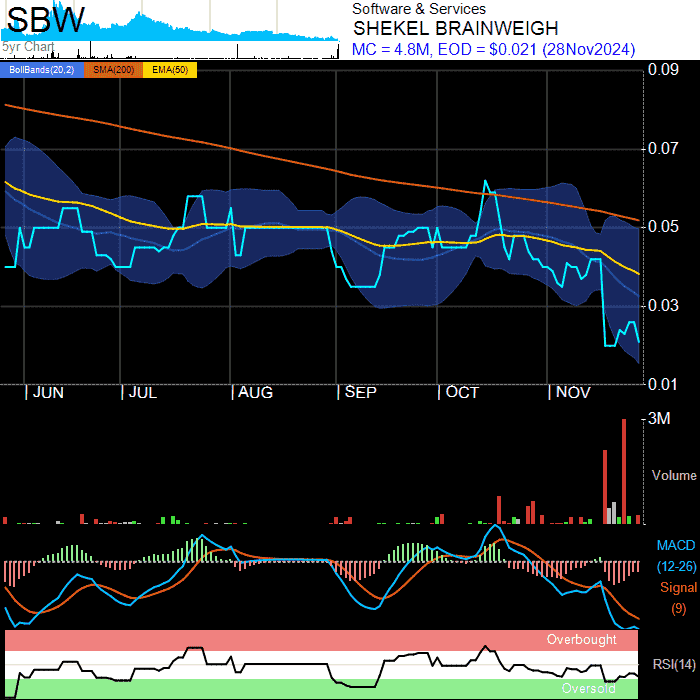 SBW
5yr Chart
Software & Services
SHEKEL BRAINWEIGH
MC = 4.8M, EOD = $0.021 (28Nov2024)
BollBands(20,2) SMA(200) EMA(50)
0.09
0.07
0.05
0.03
0.01
JUN JUL AUG SEP OCT NOV
3M
Volume
MACD
(12-26)
Signal
(9)
Overbought
RSI(14)
Oversold